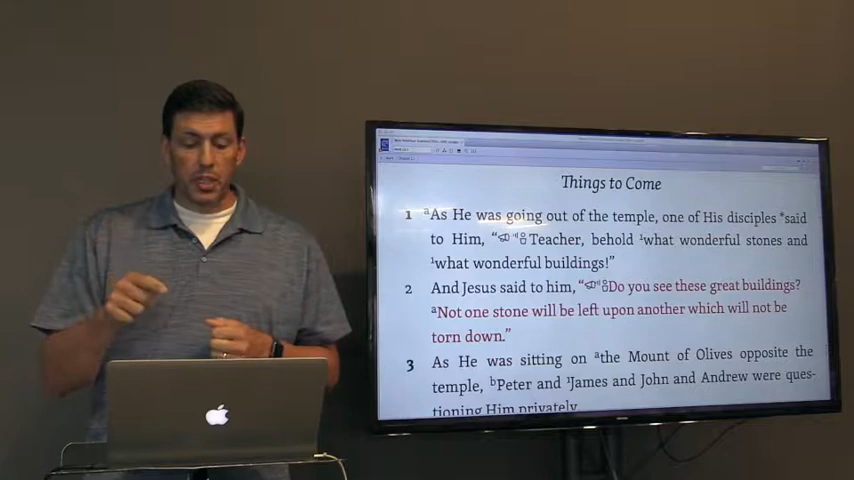 Things to Come
1 ªAs He was going out of the temple, one of His disciples *said
to Him, “Teacher, behold ¹what wonderful stones and
¹what wonderful buildings!”
2 And Jesus said to him, “Do you see these great buildings?
ªNot one stone will be left upon another which will not be
torn down.”
3 As He was sitting on ªthe Mount of Olives opposite the
temple, ᵇPeter and ¹James and John and Andrew were ques-
tioning Him privately